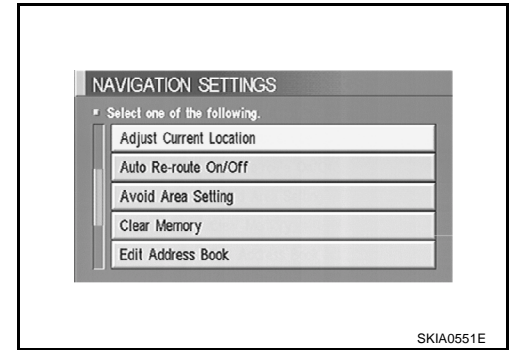 NAVIGATION SETTINGS
Select one of the following.
Adjust Current Location
Auto Re-route On/Off
Avoid Area Setting
Clear Memory
Edit Address Book
SKIA0551E